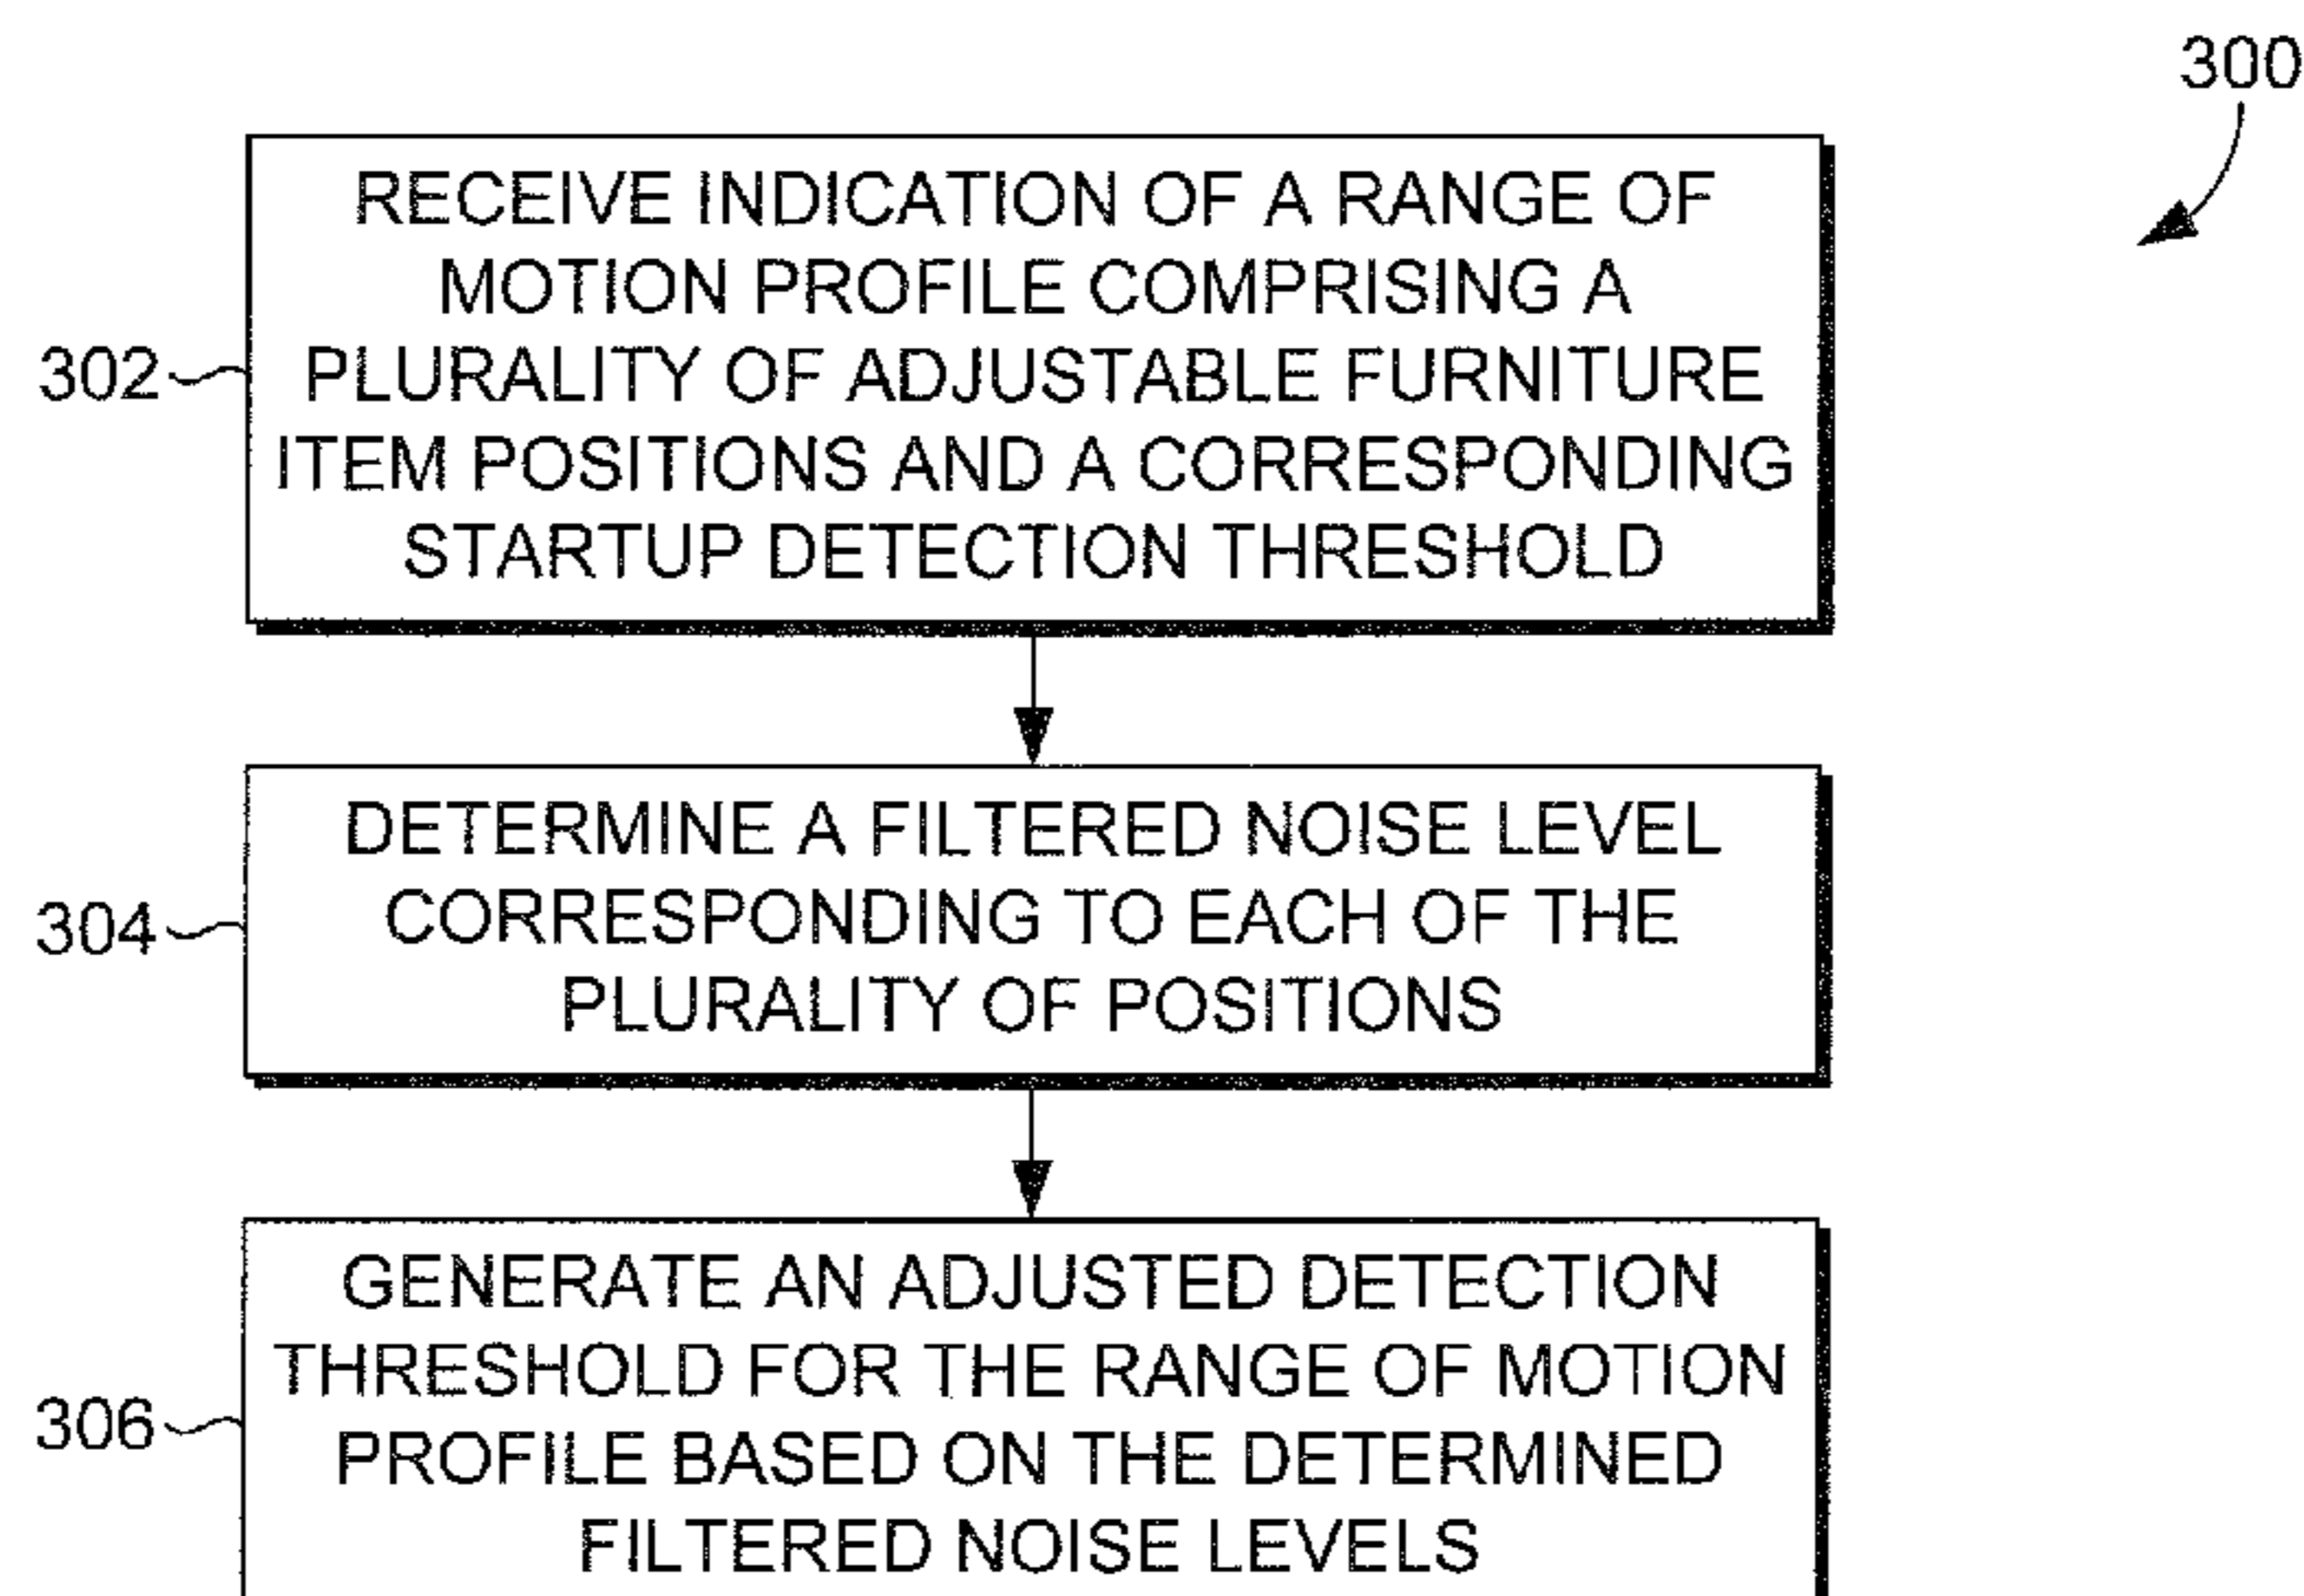 300
RECEIVE INDICATION OF A RANGE OF
MOTION PROFILE COMPRISING A
PLURALITY OF ADJUSTABLE FURNITURE
ITEM POSITIONS AND A CORRESPONDING
STARTUP DETECTION THRESHOLD
302
DETERMINE A FILTERED NOISE LEVEL
CORRESPONDING TO EACH OF THE
PLURALITY OF POSITIONS
304
GENERATE AN ADJUSTED DETECTION
THRESHOLD FOR THE RANGE OF MOTION
PROFILE BASED ON THE DETERMINED
FILTERED NOISE LEVELS
306